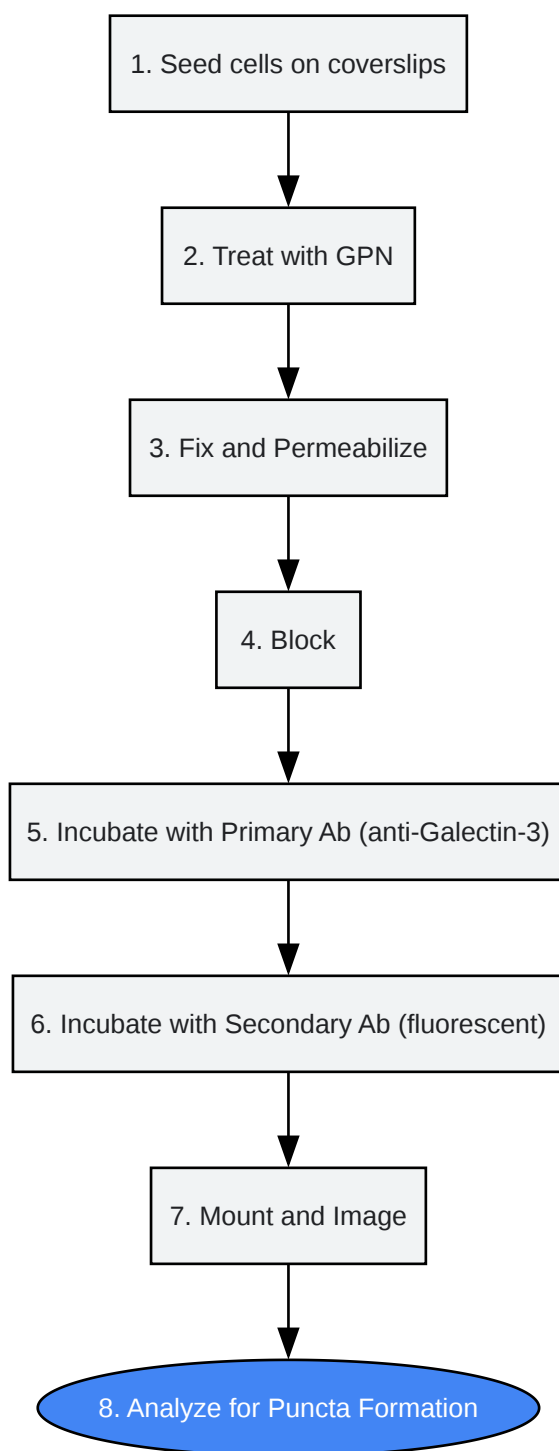 1. Seed cells on coverslips
2. Treat with GPN
3. Fix and Permeabilize
4. Block
5. Incubate with Primary Ab (anti-Galectin-3)
6. Incubate with Secondary Ab (fluorescent)
7. Mount and Image
8. Analyze for Puncta Formation